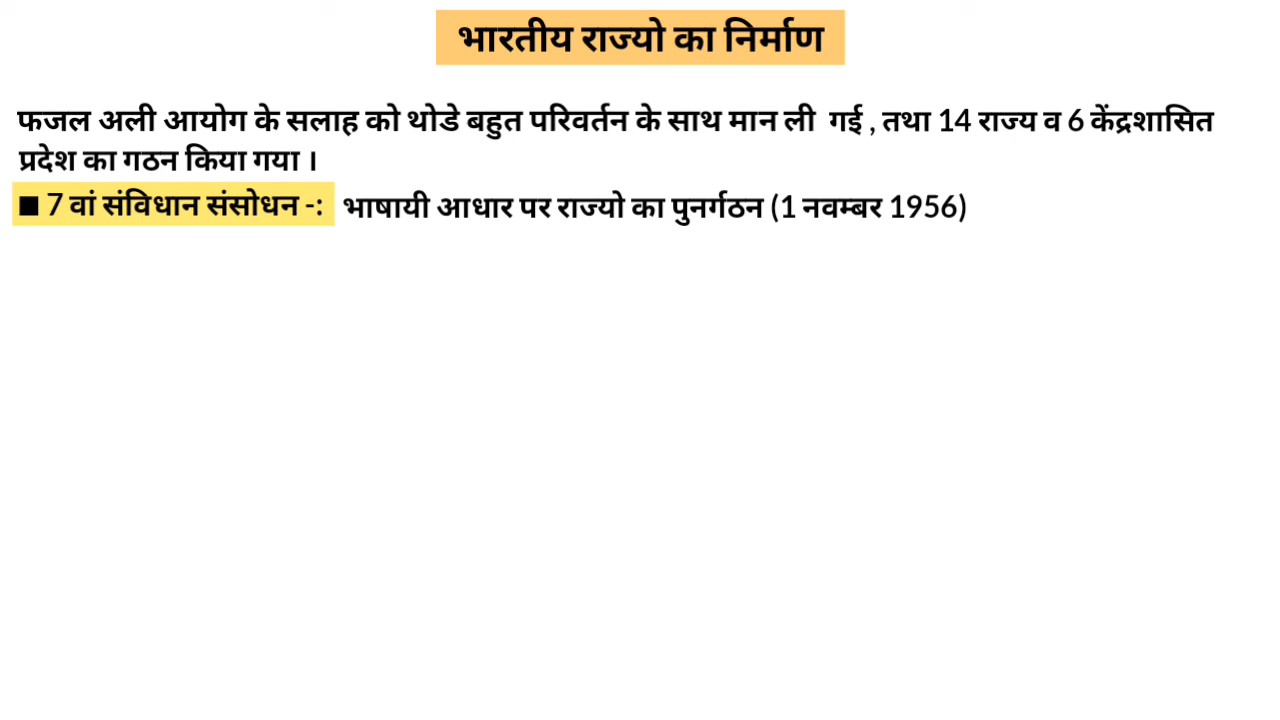 भारतीय राज्यो का निर्माण
फजल अली आयोग के सलाह को थोडे बहुत परिवर्तन के साथ मान ली गई , तथा 14 राज्य व 6 केंद्रशासित
प्रदेश का गठन किया गया ।
■ 7 वां संविधान संसोधन -: भाषायी आधार पर राज्यो का पुनर्गठन (1 नवम्बर 1956)